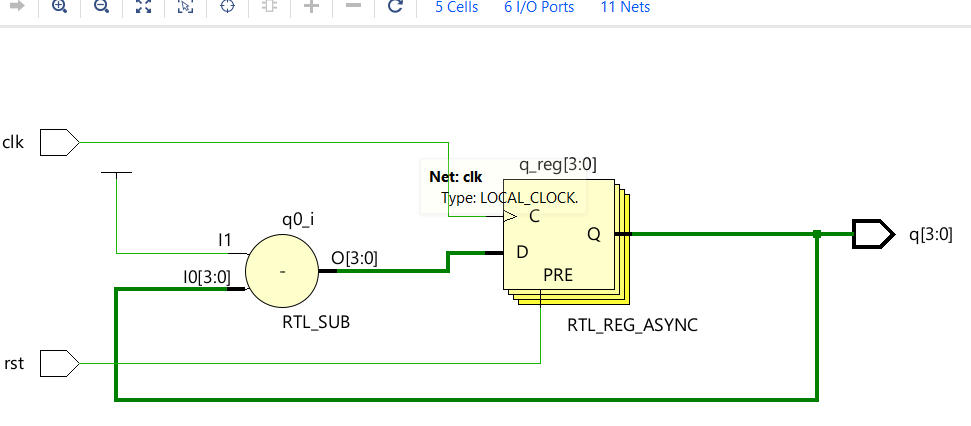 5 Cells 6 I/O Ports 11 Nets
clk
q_reg[3:0]
Net: clk
Type: LOCAL_CLOCK.
C
q0_i
I1
O[3:0]
D
Q
q[3:0]
I0[3:0]
-
PRE
RTL_SUB
RTL_REG_ASYNC
rst